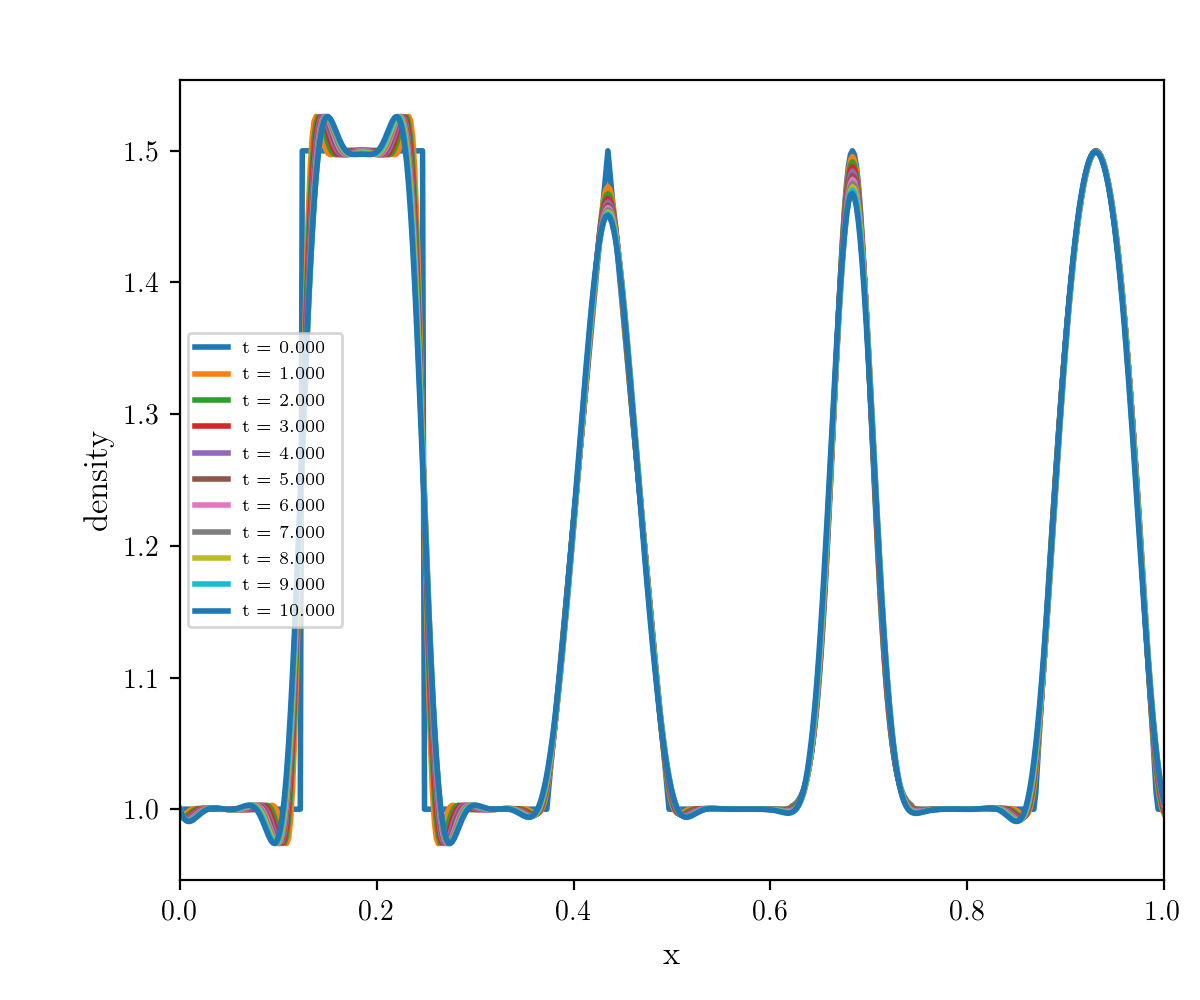 1.5
1.4
1.3
1.2
1.1
1.0
density
t = 0.000
t = 1.000
t = 2.000
t = 3.000
t = 4.000
t = 5.000
t = 6.000
t = 7.000
t = 8.000
t = 9.000
t = 10.000
0.0 0.2 0.4 0.6 0.8 1.0
x